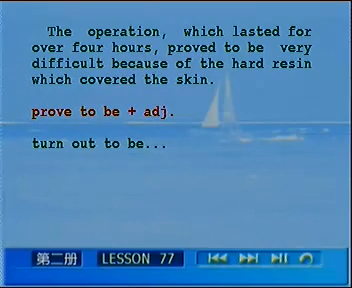 The operation, which lasted for
over four hours, proved to be very
difficult because of the hard resin
which covered the skin.
prove to be + adj.
turn out to be...
第二册 LESSON 77